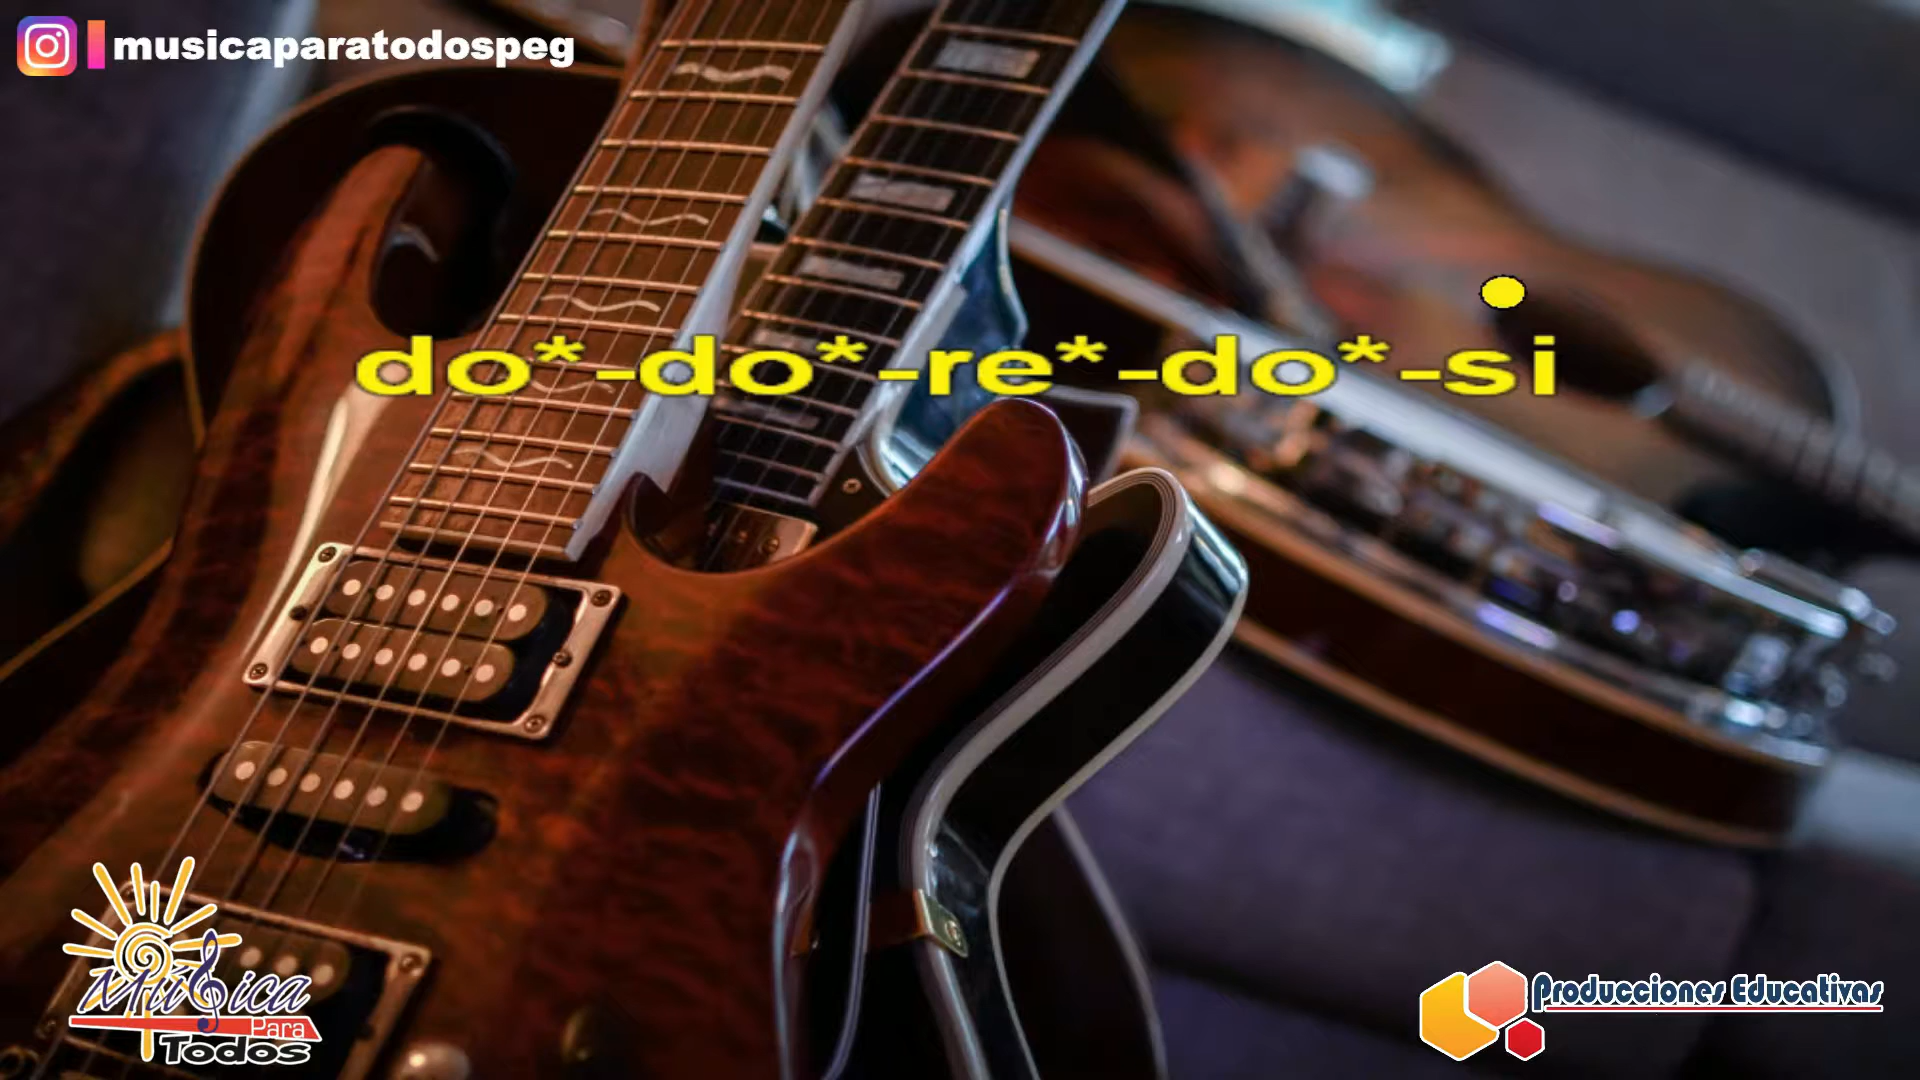 musicaparatodospeg
do*-do*-re*-do*-si
Música
Para
Todos
Producciones Educativas